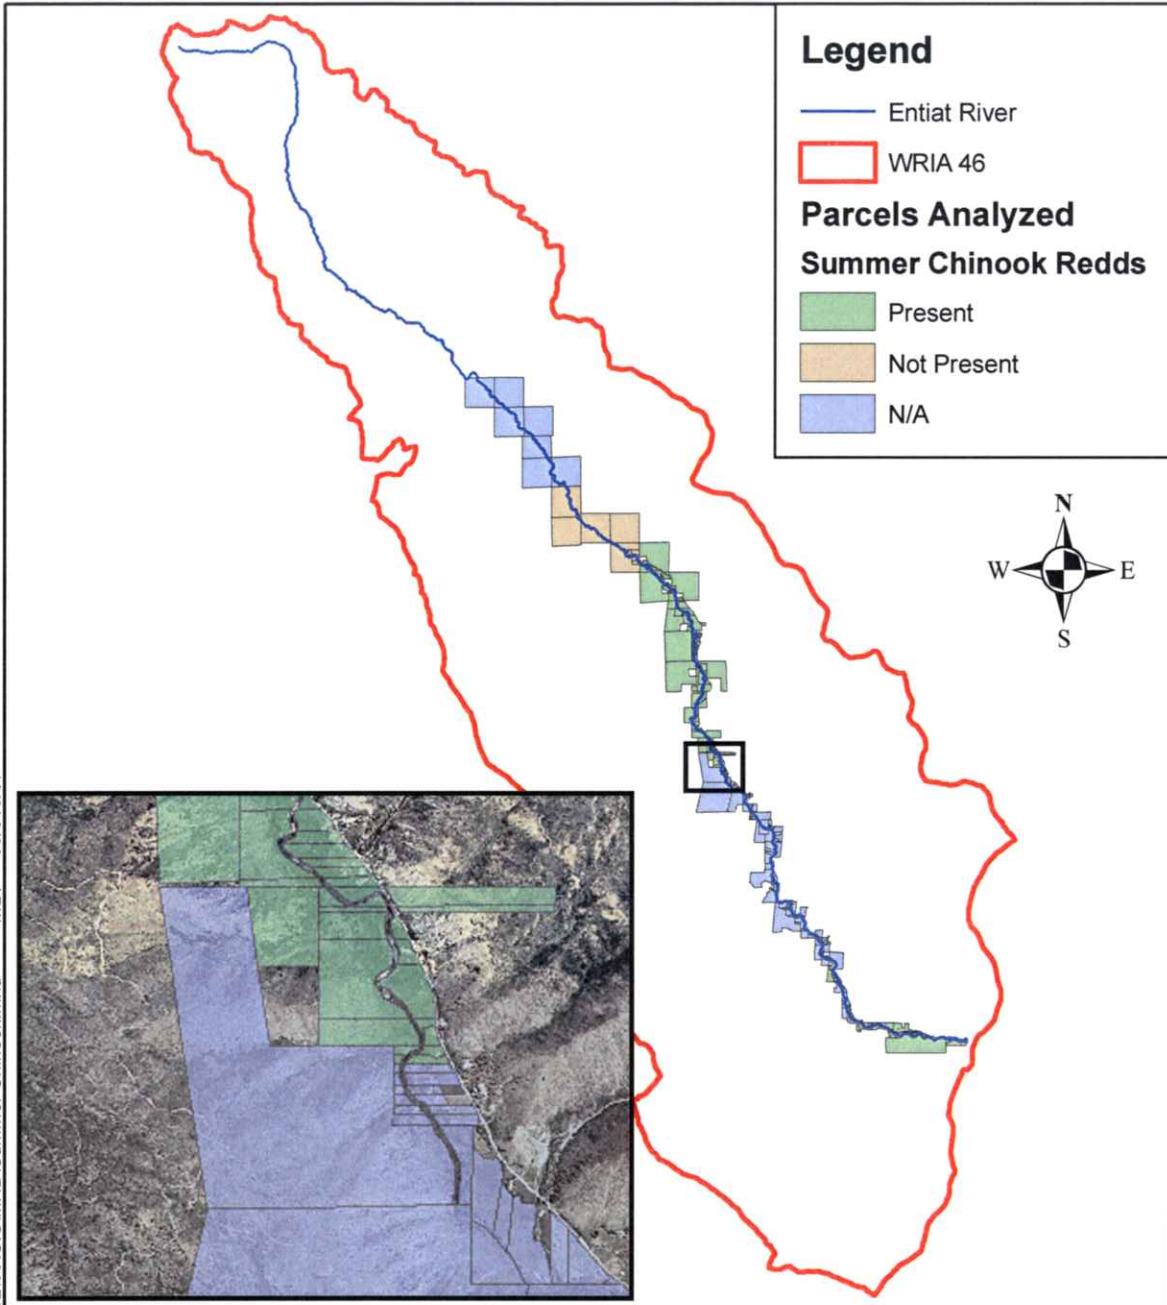 Legend
Entiat River
WRIA 46
Parcels Analyzed
Summer Chinook Redds
Present
Not Present
N/A
N
W E
S